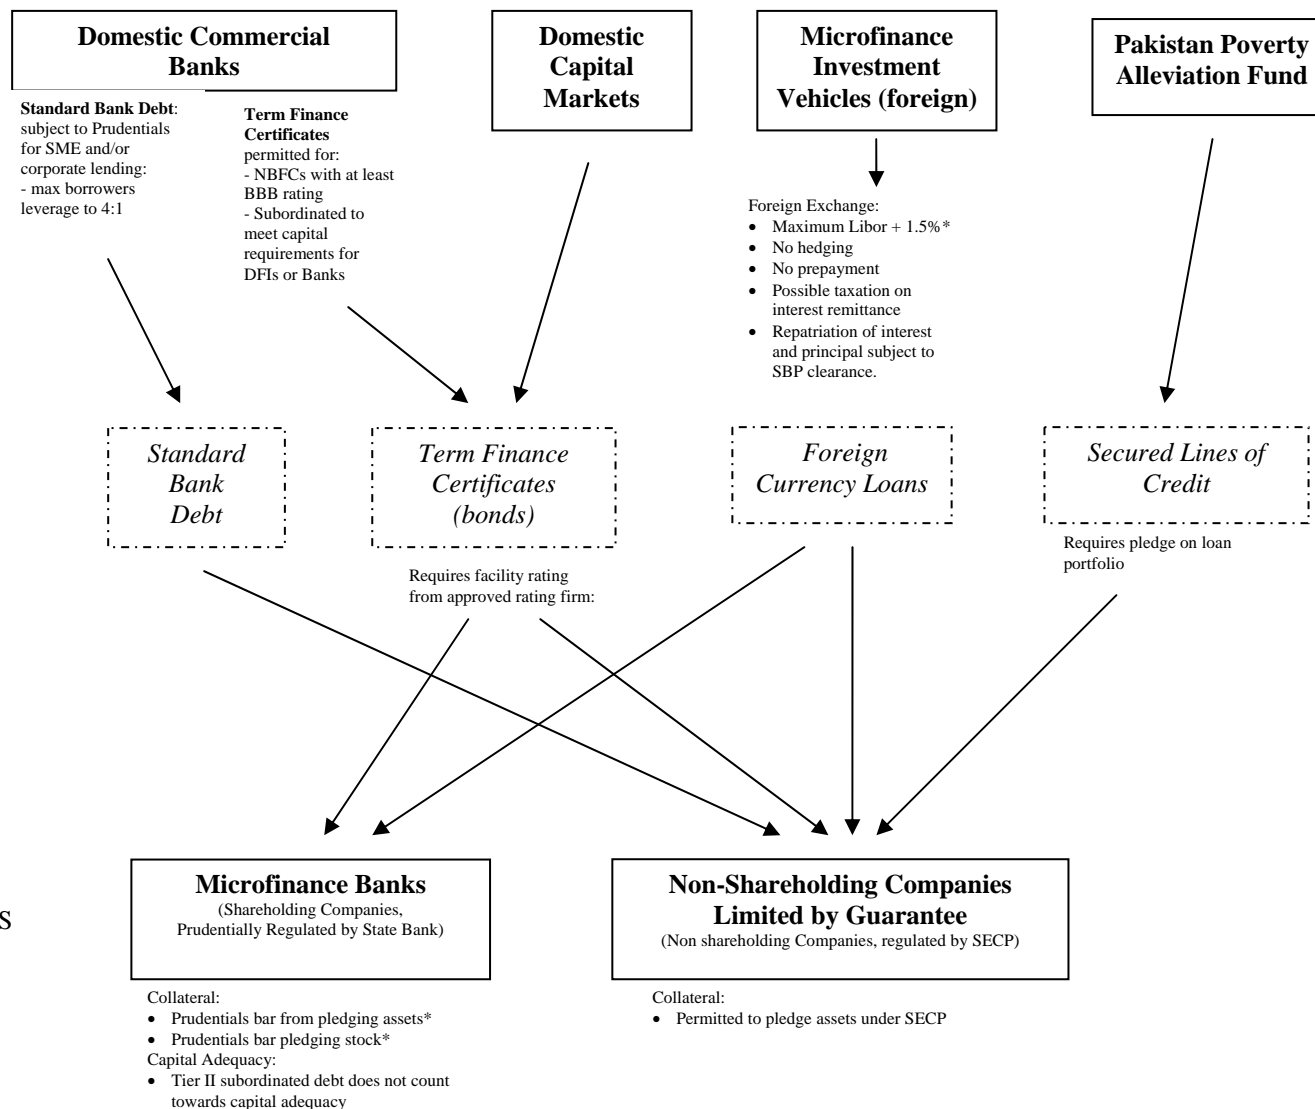 Domestic Commercial
Banks
Standard Bank Debt:
subject to Prudentials
for SME and/or
corporate lending:
- max borrowers
leverage to 4:1
Term Finance
Certificates
permitted for:
- NBFCs with at least
BBB rating
- Subordinated to
meet capital
requirements for
DFIs or Banks
Domestic
Capital
Markets
Microfinance
Investment
Vehicles (foreign)
Pakistan Poverty
Alleviation Fund
Foreign Exchange:
• Maximum Libor + 1.5%*
• No hedging
• No prepayment
• Possible taxation on
interest remittance
• Repatriation of interest
and principal subject to
SBP clearance.
Standard
Bank
Debt
Term Finance
Certificates
(bonds)
Foreign
Currency Loans
Secured Lines of
Credit
Requires facility rating
from approved rating firm:
Requires pledge on loan
portfolio
s
Microfinance Banks
(Shareholding Companies,
Prudentially Regulated by State Bank)
Non-Shareholding Companies
Limited by Guarantee
(Non shareholding Companies, regulated by SECP)
Collateral:
• Prudentials bar from pledging assets*
• Prudentials bar pledging stock*
Capital Adequacy:
• Tier II subordinated debt does not count
towards capital adequacy
Collateral:
• Permitted to pledge assets under SECP